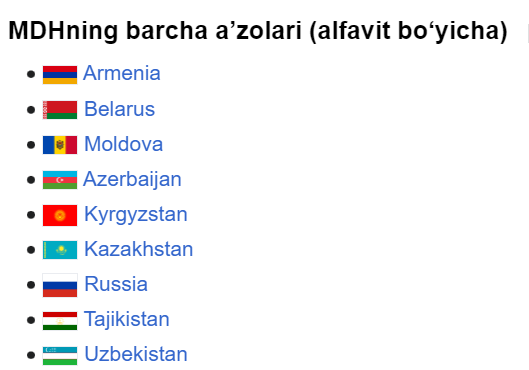 MDHning barcha a’zolari (alfavit bo‘yicha)
Armenia
Belarus
Moldova
Azerbaijan
Kyrgyzstan
Kazakhstan
Russia
Tajikistan
Uzbekistan